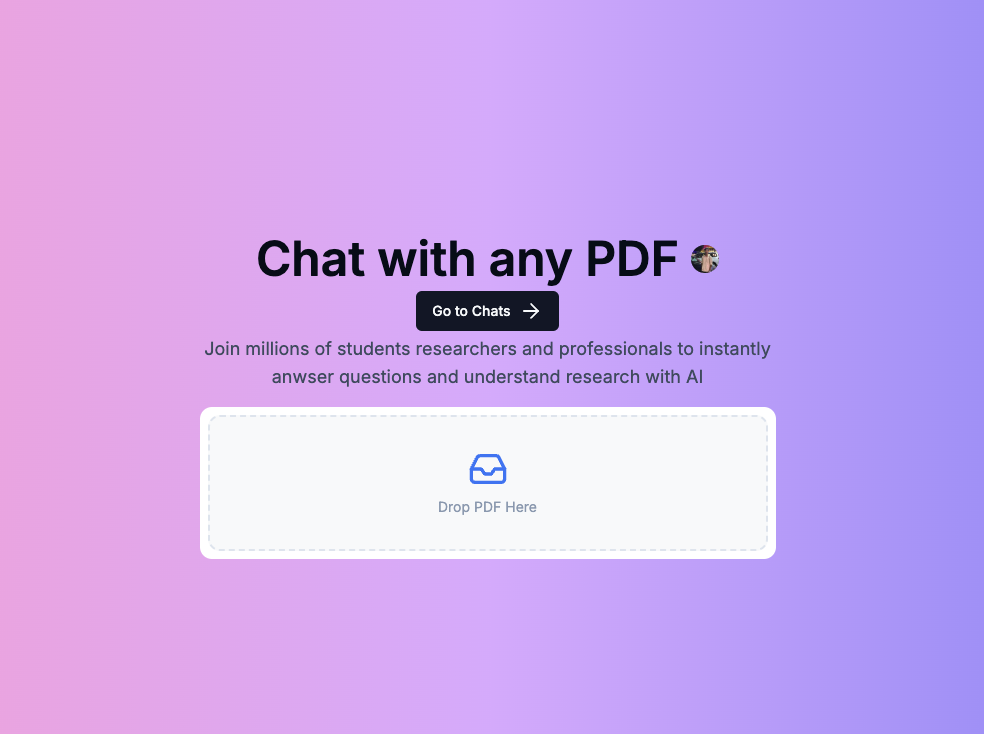 Chat with any PDF
Go to Chats
Join millions of students researchers and professionals to instantly
anwser questions and understand research with AI
Drop PDF Here